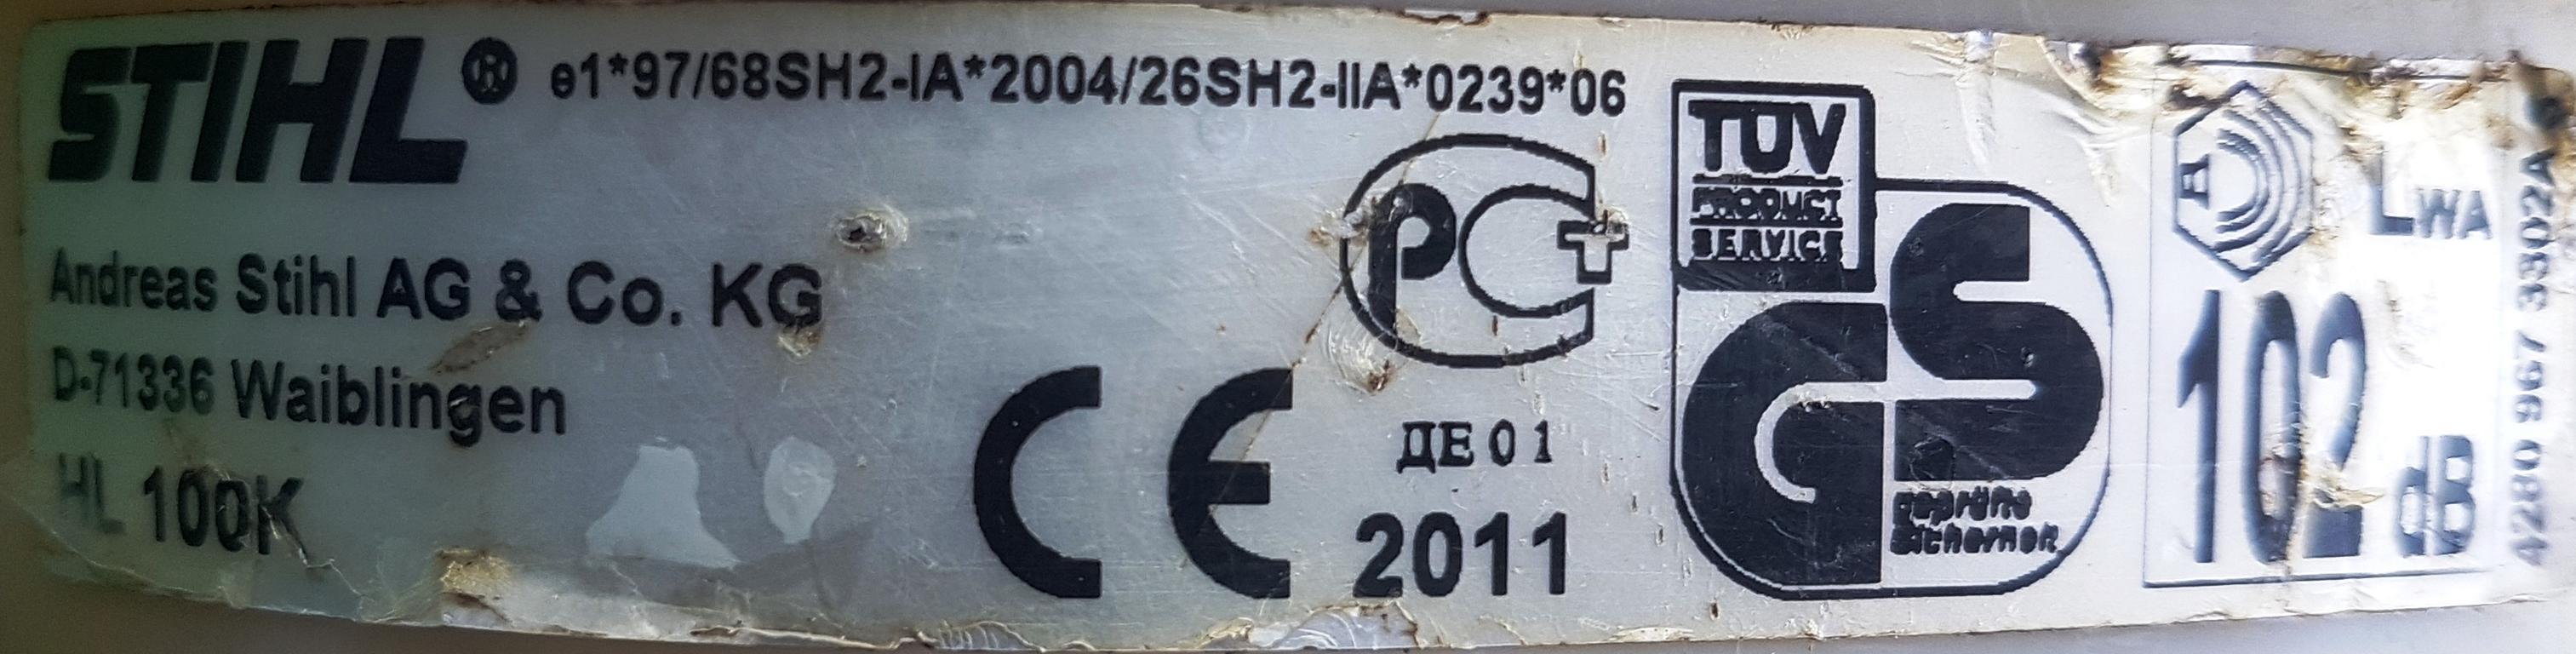 STIHL® e1*97/68SH2-IA*2004/26SH2-IIA*0239*06
Andreas Stihl AG & Co. KG
D-71336 Waiblingen
HL 100K
PC+
CE
ДЕ 0 1
2011
TÜV
PRODUCT
SERVICE
GS
geprüfte
Sicherheit
LWA
102 dB
4280 967 3302 A